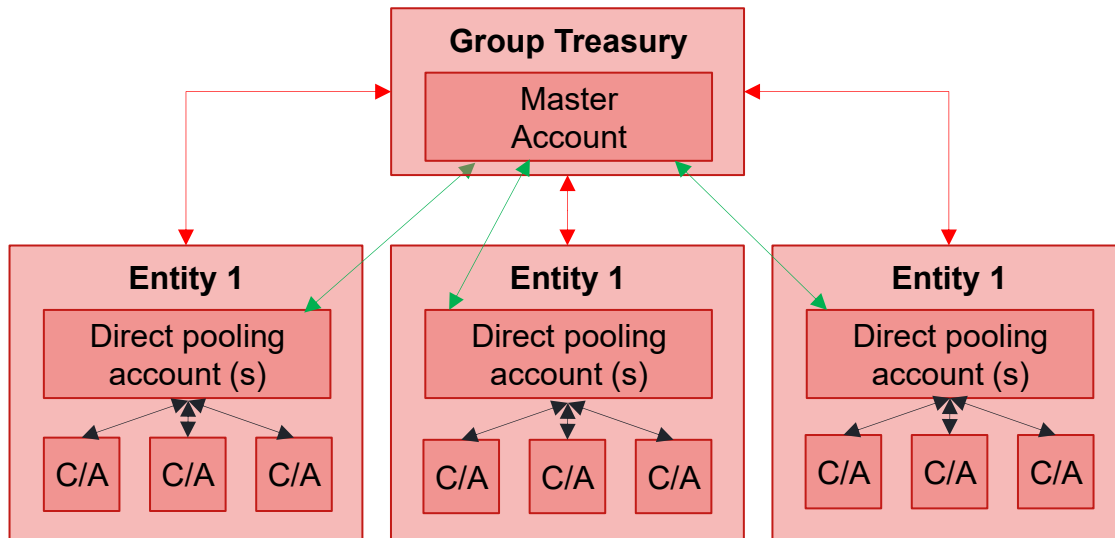 Group Treasury
Master
Account
Entity 1
Direct pooling
account (s)
C/A
C/A
C/A
Entity 1
Direct pooling
account (s)
C/A
C/A
C/A
Entity 1
Direct pooling
account (s)
C/A
C/A
C/A